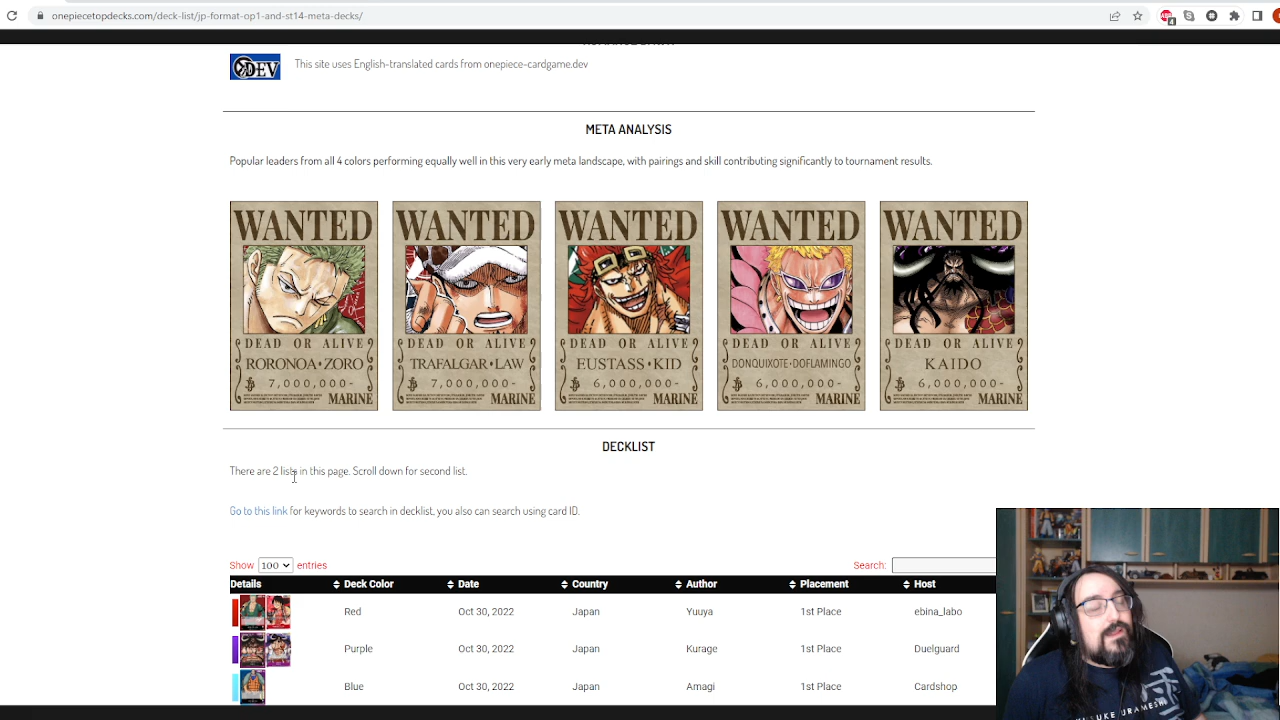 onepiecetopdecks.com/deck-list/jp-format-op1-and-st14-meta-decks/
DEV
This site uses English-translated cards from onepiece-cardgame.dev
META ANALYSIS
Popular leaders from all 4 colors performing equally well in this very early meta landscape, with pairings and skill contributing significantly to tournament results.
WANTED WANTED WANTED WANTED WANTED
DEAD OR ALIVE DEAD OR ALIVE DEAD OR ALIVE DEAD OR ALIVE DEAD OR ALIVE
RORONOA•ZORO TRAFALGAR•LAW EUSTASS•KID DONQUIXOTE•DOFLAMINGO KAIDO
7,000,000- 7,000,000- 6,000,000- 6,000,000- 6,000,000-
MARINE MARINE MARINE MARINE MARINE
DECKLIST
There are 2 lists in this page. Scroll down for second list.
Go to this link for keywords to search in decklist, you also can search using card ID.
Show 100 entries Search:
Details Deck Color Date Country Author Placement Host
Red Oct 30, 2022 Japan Yuuya 1st Place ebina_labo
Purple Oct 30, 2022 Japan Kurage 1st Place Duelguard
Blue Oct 30, 2022 Japan Amagi 1st Place Cardshop